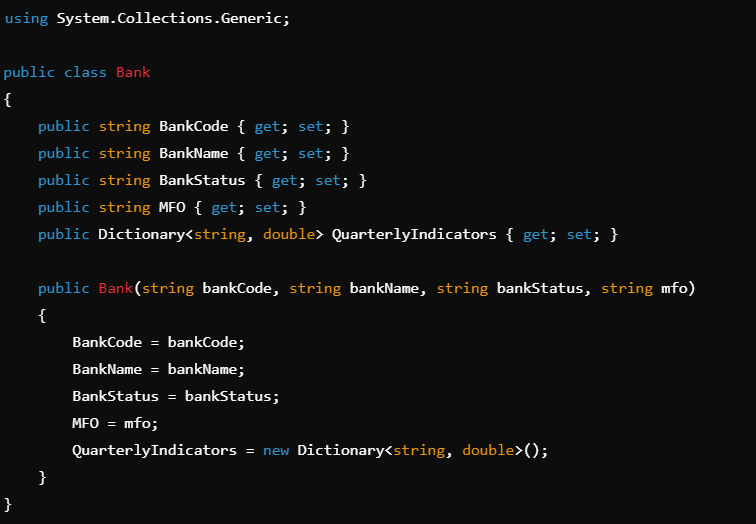 using System.Collections.Generic;
public class Bank
{
public string BankCode { get; set; }
public string BankName { get; set; }
public string BankStatus { get; set; }
public string MFO { get; set; }
public Dictionary<string, double> QuarterlyIndicators { get; set; }
public Bank(string bankCode, string bankName, string bankStatus, string mfo)
{
BankCode = bankCode;
BankName = bankName;
BankStatus = bankStatus;
MFO = mfo;
QuarterlyIndicators = new Dictionary<string, double>();
}
}